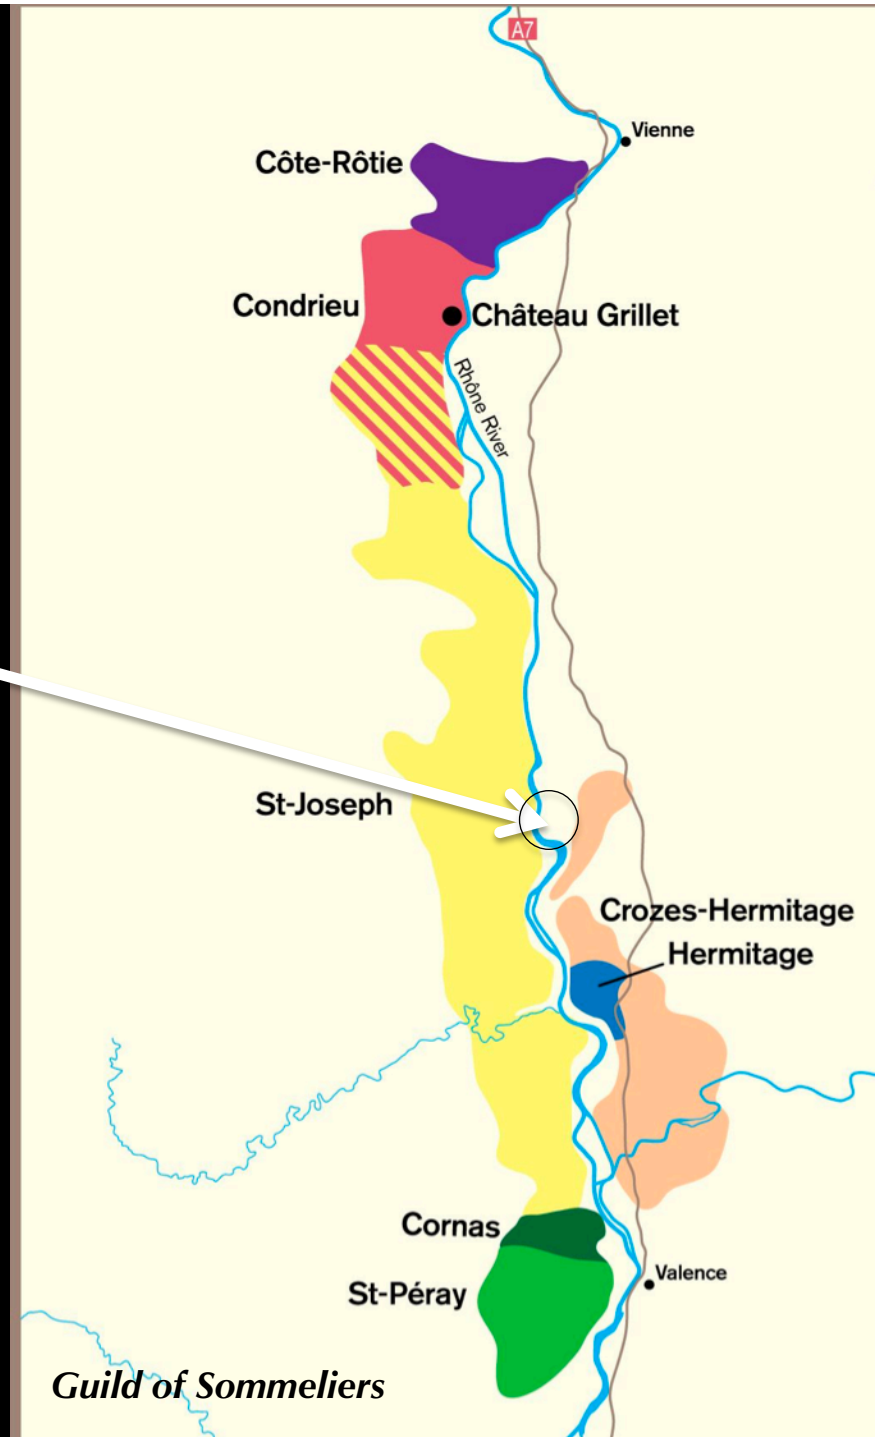 A7
Vienne
Côte-Rôtie
Condrieu
Château Grillet
Rhône River
St-Joseph
Crozes-Hermitage
Hermitage
Cornas
Valence
St-Péray
Guild of Sommeliers